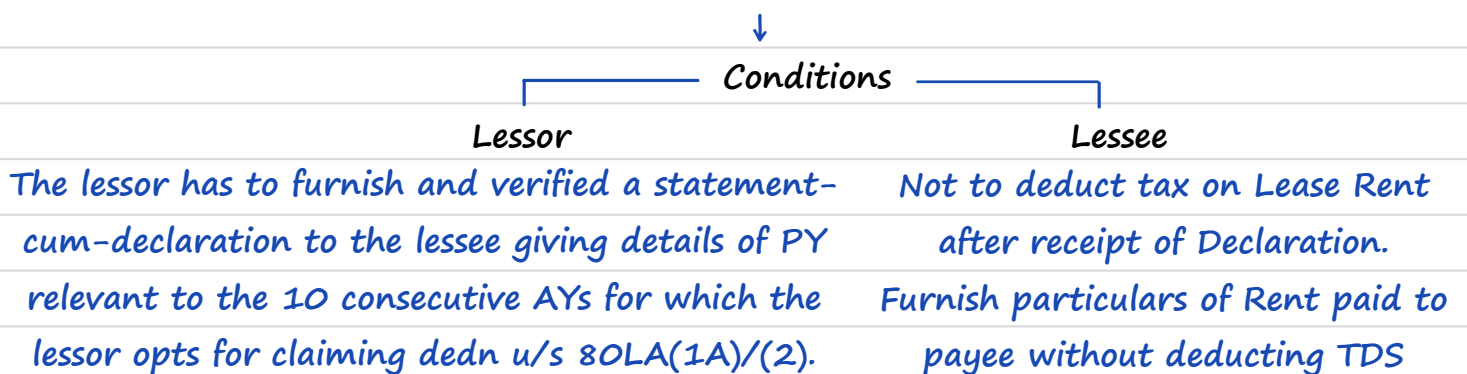 Conditions
Lessor
The lessor has to furnish and verified a statement-
cum-declaration to the lessee giving details of PY
relevant to the 10 consecutive AYs for which the
lessor opts for claiming dedn u/s 80LA(1A)/(2).
Lessee
Not to deduct tax on Lease Rent
after receipt of Declaration.
Furnish particulars of Rent paid to
payee without deducting TDS